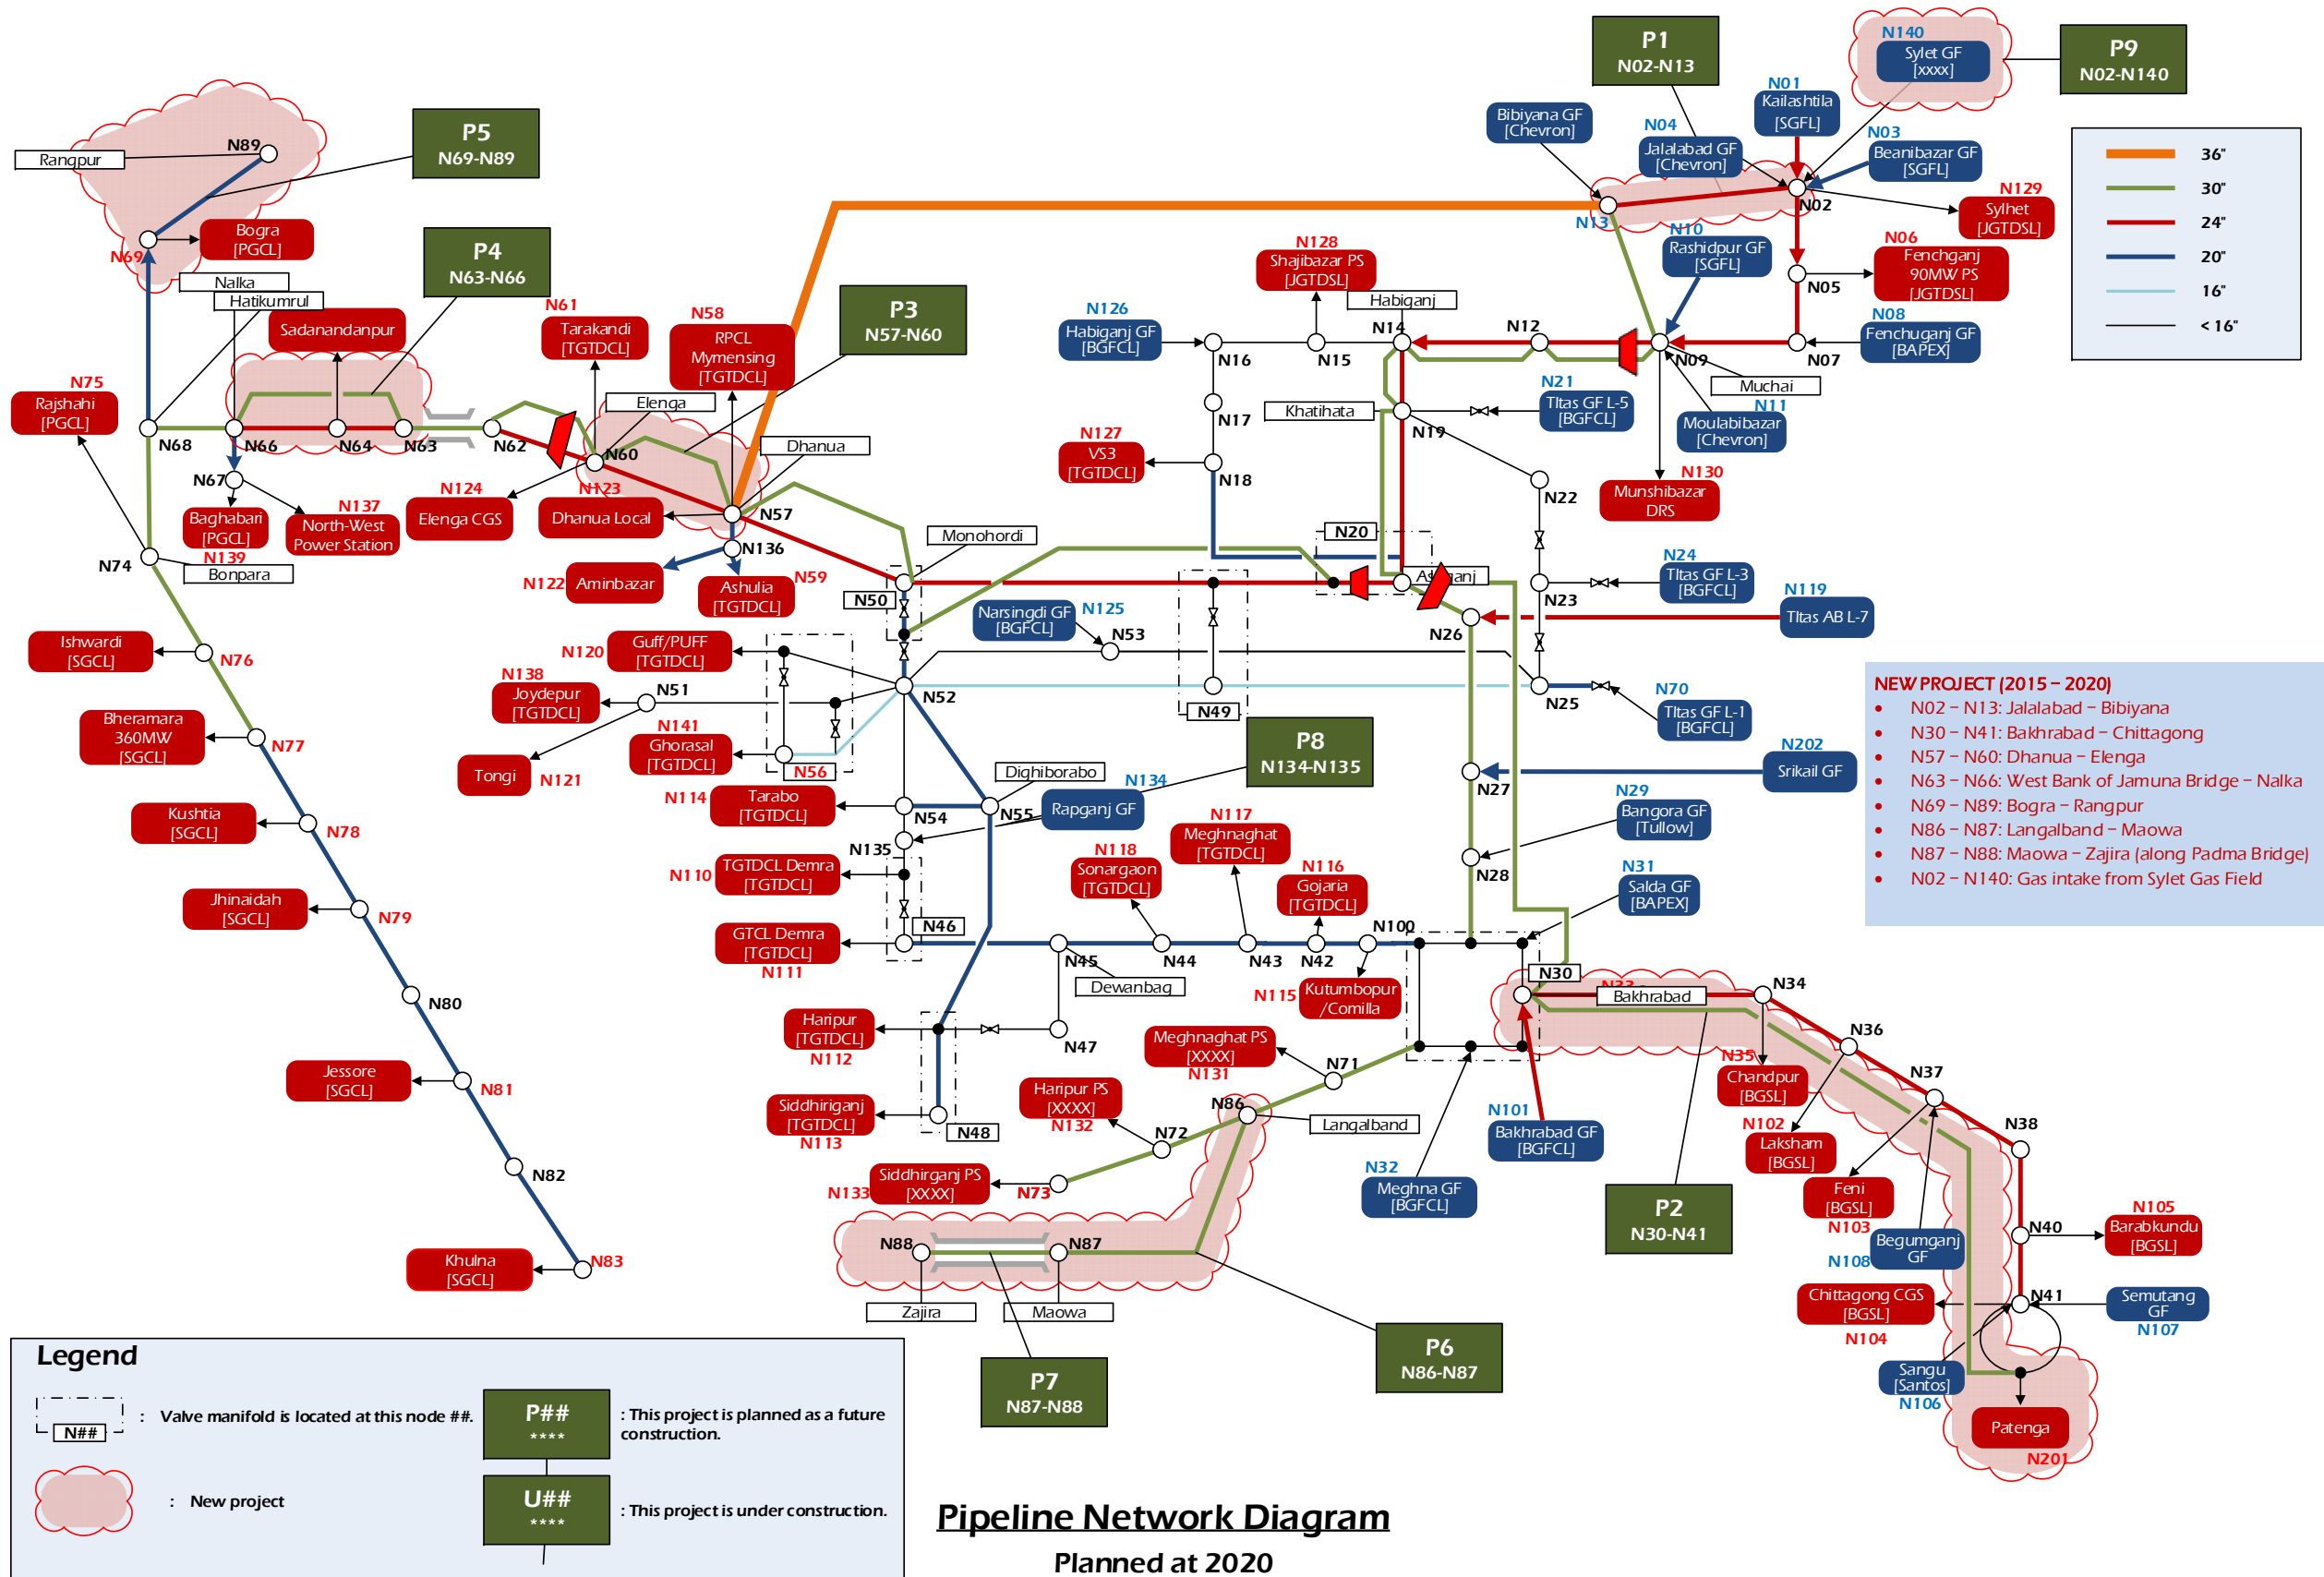 P1
N02-N13
N140
Sylet GF
[xxxx]
P9
N02-N140
N01
Kailashtila
[SGFL]
Bibiyana GF
[Chevron]
N04
Jalalabad GF
[Chevron]
N03
Beanibazar GF
[SGFL]
36"
30"
24"
20"
16"
< 16"
P5
N69-N89
N89
Rangpur
N02
N129
Sylhet
[JGTDSL]
N13
N10
Rashidpur GF
[SGFL]
N06
Fenchganj
90MW PS
[JGTDSL]
N05
Bogra
[PGCL]
N69
P4
N63-N66
Nalka
Hatikumrul
Sadanandanpur
N61
Tarakandi
[TGTDCL]
N58
RPCL
Mymensing
[TGTDCL]
P3
N57-N60
N128
Shajibazar PS
[JGTDSL]
Habiganj
N126
Habiganj GF
[BGFCL]
N16
N15
N14
N12
N09
N08
Fenchuganj GF
[BAPEX]
N07
Muchai
N11
Moulabibazar
[Chevron]
N75
Rajshahi
[PGCL]
Elenga
Dhanua
N17
Khatihata
N21
TItas GF L-5
[BGFCL]
N19
N68
N66
N64
N63
N62
N60
N127
VS3
[TGTDCL]
N18
N22
N130
Munshibazar
DRS
N67
N124
Elenga CGS
N123
Dhanua Local
N57
Baghabari
[PGCL]
N139
N137
North-West
Power Station
N74
Bonpara
N136
N122
Aminbazar
Ashulia
[TGTDCL]
N59
Monohordi
N50
N20
N24
TItas GF L-3
[BGFCL]
N23
N119
TItas AB L-7
N26
Narsingdi GF
[BGFCL]
N125
N53
Ishwardi
[SGCL]
N76
N120
Guff/PUFF
[TGTDCL]
N138
Joydepur
[TGTDCL]
N51
N52
N49
N25
N70
TItas GF L-1
[BGFCL]
Bheramara
360MW
[SGCL]
N77
N141
Ghorasal
[TGTDCL]
N56
Tongi
N121
P8
N134-N135
N202
Srikail GF
N27
NEW PROJECT (2015 – 2020)
• N02 – N13: Jalalabad – Bibiyana
• N30 – N41: Bakhrabad – Chittagong
• N57 – N60: Dhanua – Elenga
• N63 – N66: West Bank of Jamuna Bridge – Nalka
• N69 – N89: Bogra – Rangpur
• N86 – N87: Langalband – Maowa
• N87 – N88: Maowa – Zajira (along Padma Bridge)
• N02 – N140: Gas intake from Sylet Gas Field
N114
Tarabo
[TGTDCL]
N54
Dighiborabo
N55
N134
Rapganj GF
N135
Kushtia
[SGCL]
N78
N29
Bangora GF
[Tullow]
N28
N110
TGTDCL Demra
[TGTDCL]
N118
Sonargaon
[TGTDCL]
N117
Meghnaghat
[TGTDCL]
N116
Gojaria
[TGTDCL]
N31
Salda GF
[BAPEX]
Jhinaidah
[SGCL]
N79
GTCL Demra
[TGTDCL]
N111
N46
N45
Dewanbag
N44
N43
N42
N100
N115
Kutumbopur
/Comilla
N30
Bakhrabad
N34
N80
Haripur
[TGTDCL]
N112
N47
Meghnaghat PS
[XXXX]
N131
N71
N35
Chandpur
[BGSL]
N36
N37
Jessore
[SGCL]
N81
Siddhiriganj
[TGTDCL]
N113
N48
Haripur PS
[XXXX]
N132
N72
N86
Langalband
N101
Bakhrabad GF
[BGFCL]
N102
Laksham
[BGSL]
N38
N82
N133
Siddhirganj PS
[XXXX]
N73
N32
Meghna GF
[BGFCL]
P2
N30-N41
Feni
[BGSL]
N103
N108
Begumganj
GF
N40
N105
Barabkundu
[BGSL]
Khulna
[SGCL]
N83
N88
N87
Zajira
Maowa
Chittagong CGS
[BGSL]
N104
N41
Semutang
GF
N107
P7
N87-N88
P6
N86-N87
Sangu
[Santos]
N106
Patenga
N201
Legend
N##
: Valve manifold is located at this node ##.
P##
****
: This project is planned as a future
construction.
: New project
U##
****
: This project is under construction.
Pipeline Network Diagram
Planned at 2020